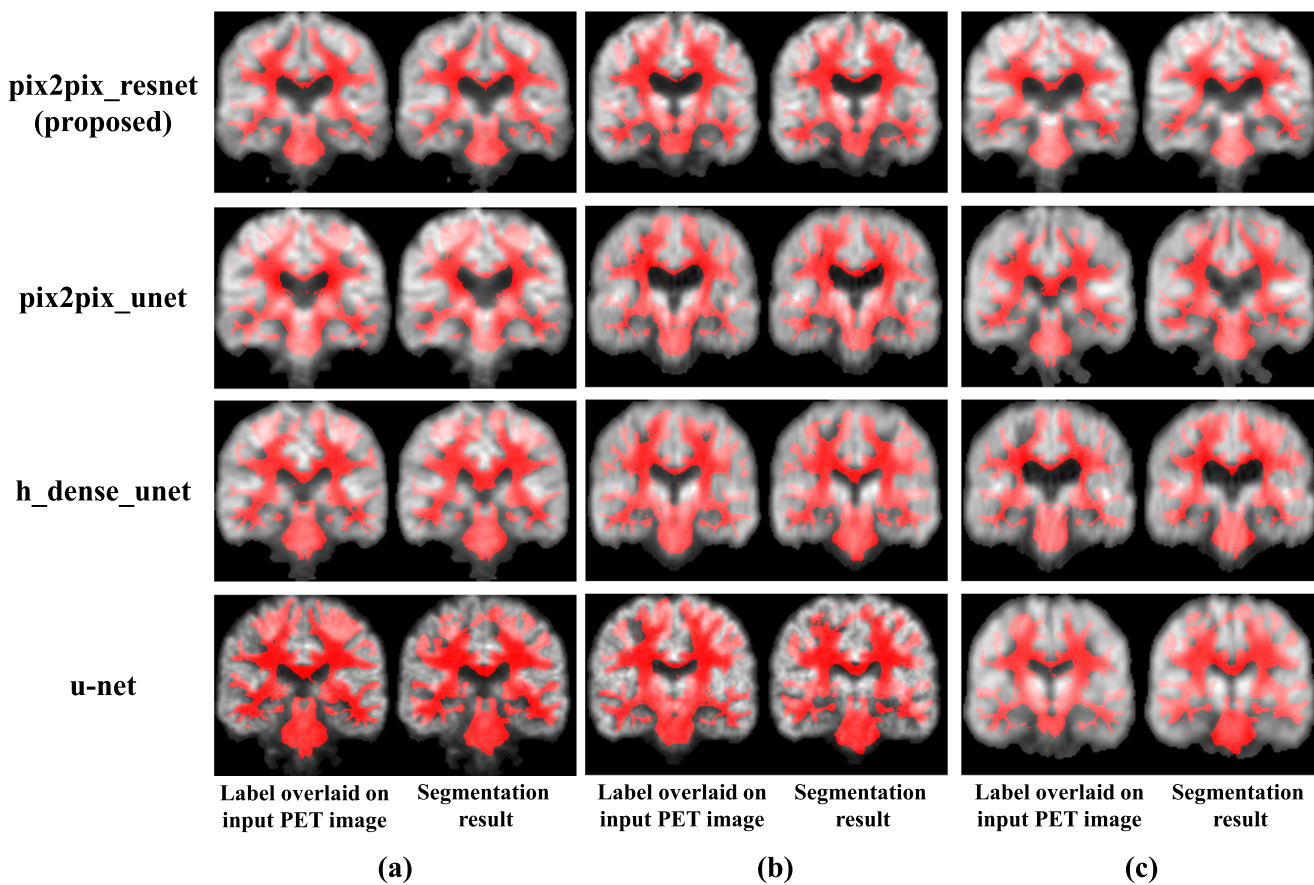 pix2pix_resnet
(proposed)
pix2pix_unet
h_dense_unet
u-net
Label overlaid on
input PET image
Segmentation
result
Label overlaid on
input PET image
Segmentation
result
Label overlaid on
input PET image
Segmentation
result
(a)
(b)
(c)